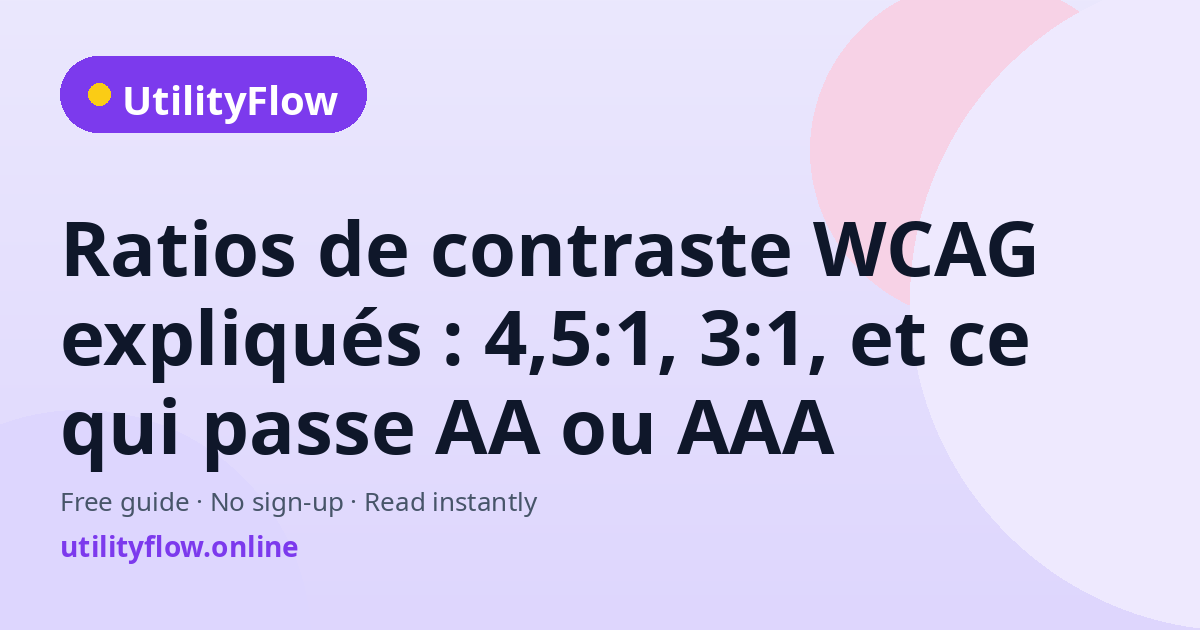 UtilityFlow
Ratios de contraste WCAG
expliqués : 4,5:1, 3:1, et ce
qui passe AA ou AAA
Free guide · No sign-up · Read instantly
utilityflow.online